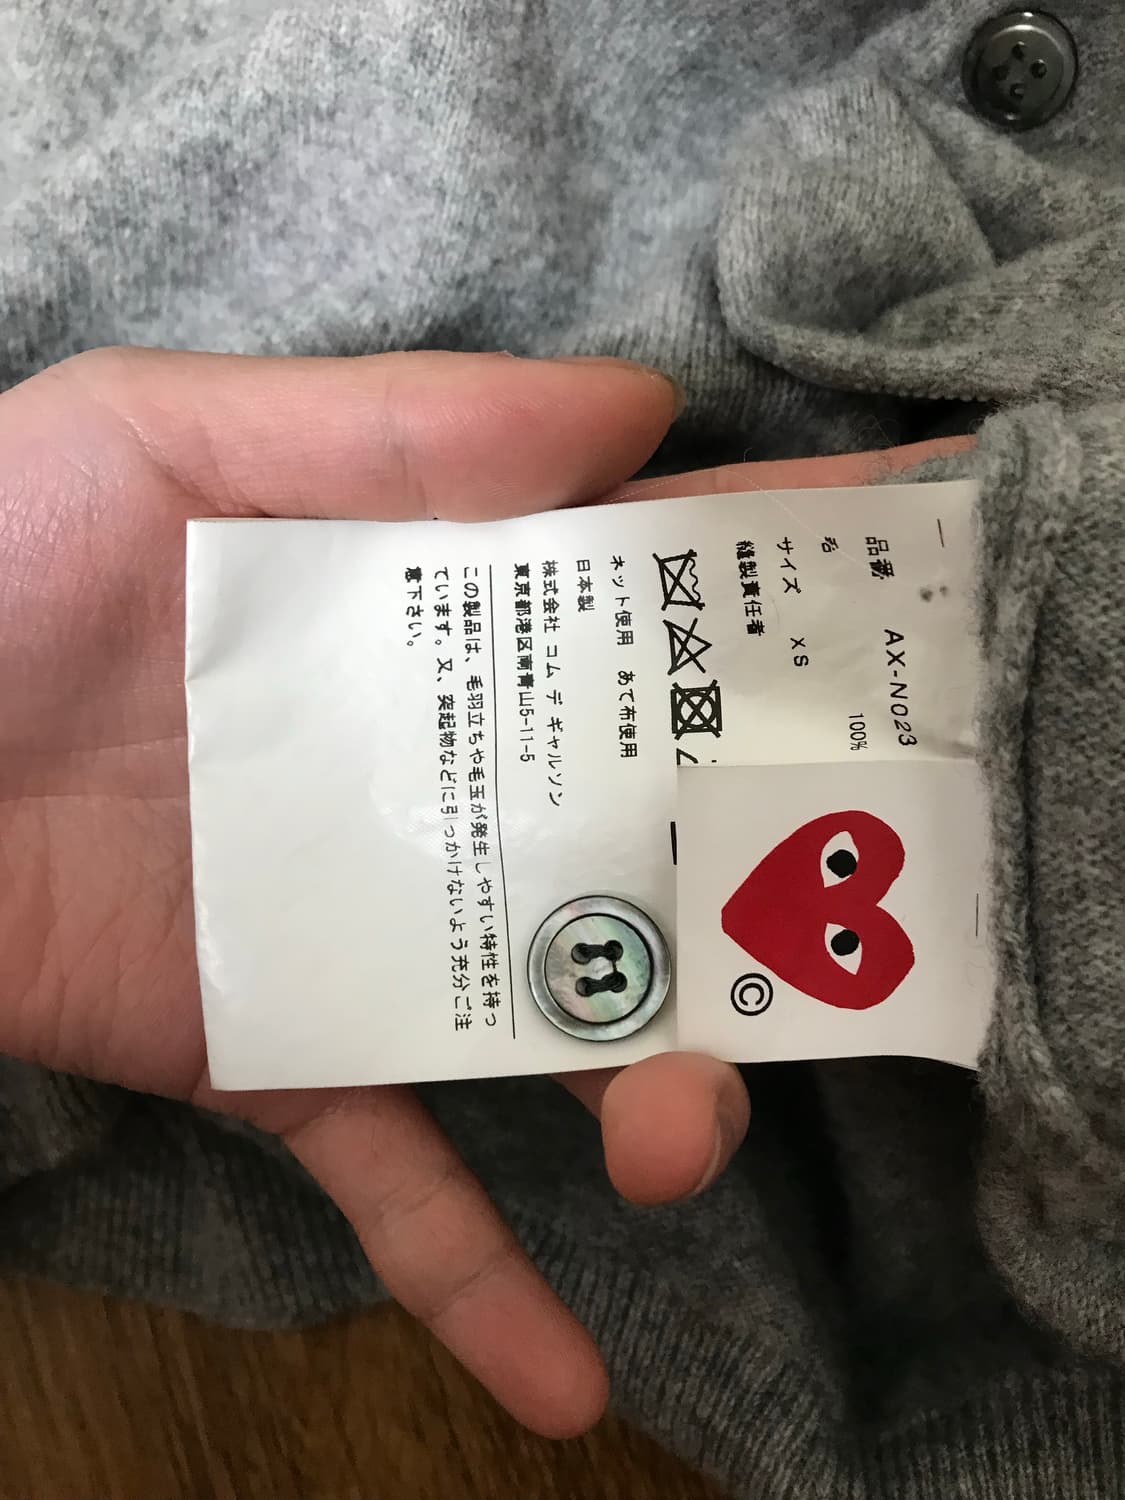 品番 AX-N023
毛 100%
サイズ XS
縫製責任者
ネット使用 あて布使用
日本製
株式会社 コム デ ギャルソン
東京都港区南青山5-11-5
この製品は、毛羽立ちや毛玉が発生しやすい特性を持っ
ています。又、突起物などに引っかけないよう充分ご注
意下さい。
©